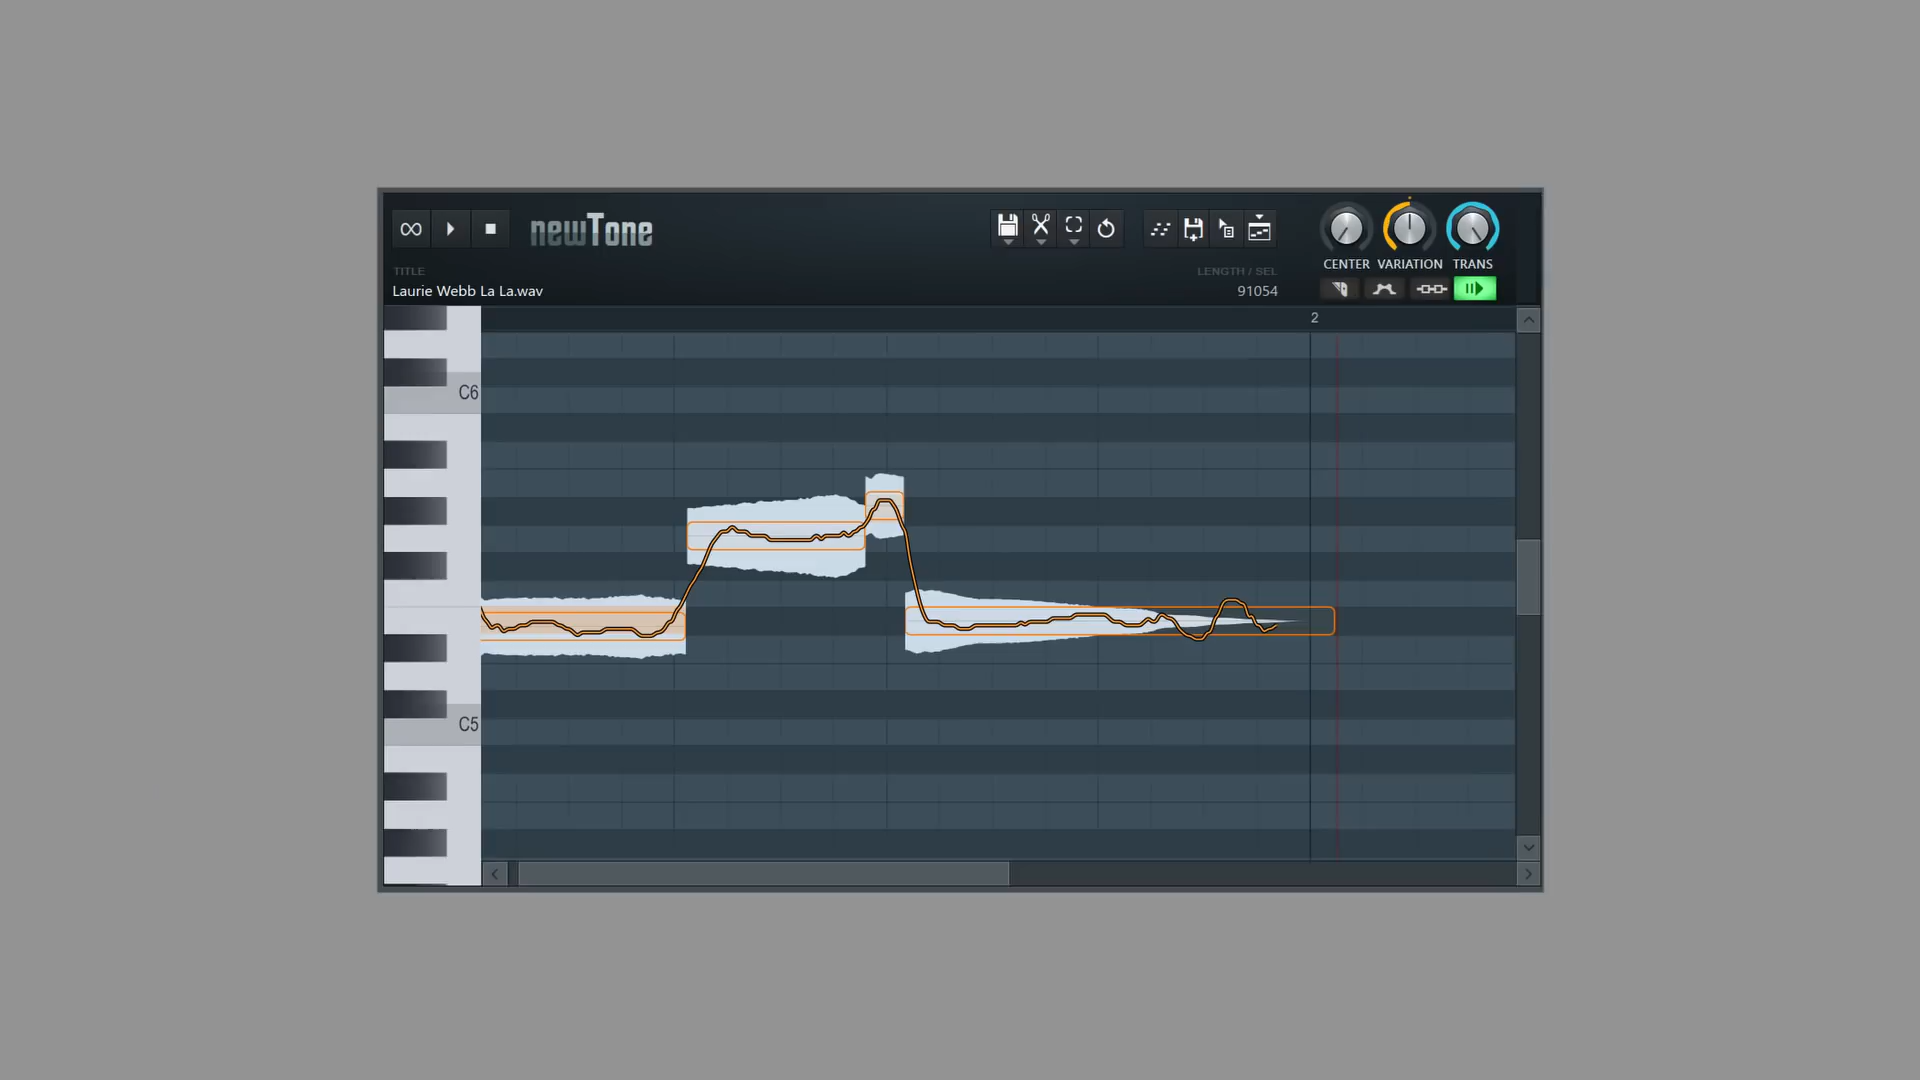 newTone
TITLE
LENGTH / SEL
Laurie Webb La La.wav
91054
CENTER VARIATION TRANS
2
C6
C5